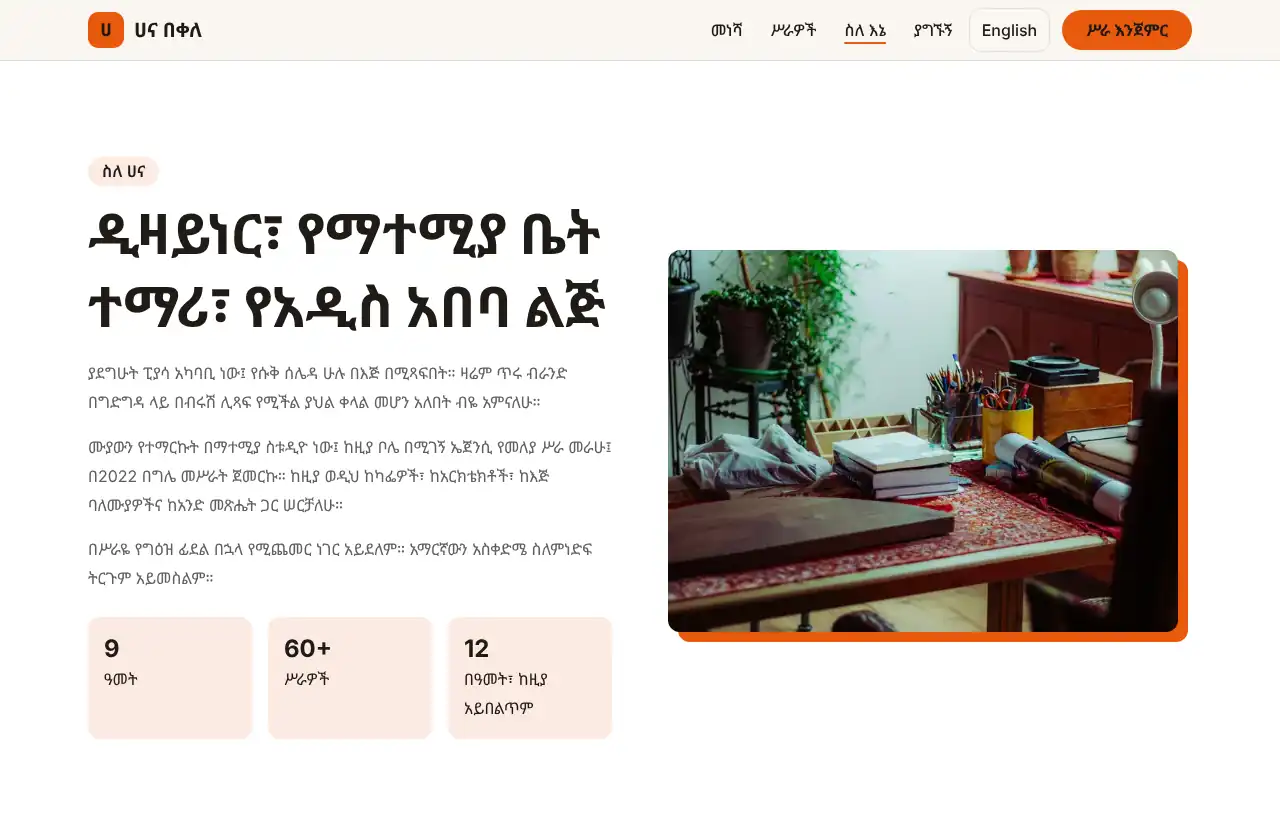 ሀ ሀና በቀለ
መነሻ ሥራዎች ስለ እኔ ያግኙኝ English ሥራ እንጀምር
ስለ ሀና
ዲዛይነር፣ የማተሚያ ቤት
ተማሪ፣ የአዲስ አበባ ልጅ
ያደግሁት ፒያሳ አካባቢ ነው፤ የሱቅ ሰሌዳ ሁሉ በእጅ በሚጻፍበት። ዛሬም ጥሩ ብራንድ
በግድግዳ ላይ በብሩሽ ሊጻፍ የሚችል ያህል ቀላል መሆን አለበት ብዬ አምናለሁ።
ሙያውን የተማርኩት በማተሚያ ስቱዲዮ ነው፤ ከዚያ ቦሌ በሚገኝ ኤጀንሲ የመለያ ሥራ መራሁ፤
በ2022 በግሌ መሥራት ጀመርኩ። ከዚያ ወዲህ ከካፌዎች፣ ከአርክቴክቶች፣ ከእጅ
ባለሙያዎችና ከአንድ መጽሔት ጋር ሠርቻለሁ።
በሥራዬ የግዕዝ ፊደል በኋላ የሚጨመር ነገር አይደለም። አማርኛውን አስቀድሜ ስለምነድፍ
ትርጉም አይመስልም።
9
ዓመት
60+
ሥራዎች
12
በዓመት፣ ከዚያ
አይበልጥም